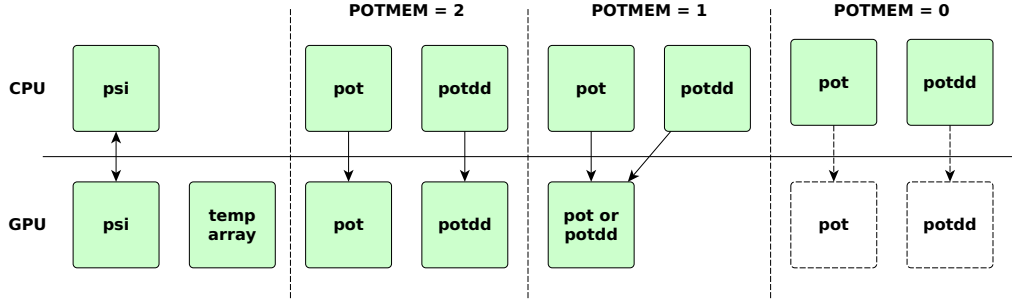 POTMEM = 2
POTMEM = 1
POTMEM = 0
CPU
psi
pot
potdd
pot
potdd
pot
potdd
GPU
psi
temp
array
pot
potdd
pot or
potdd
pot
potdd